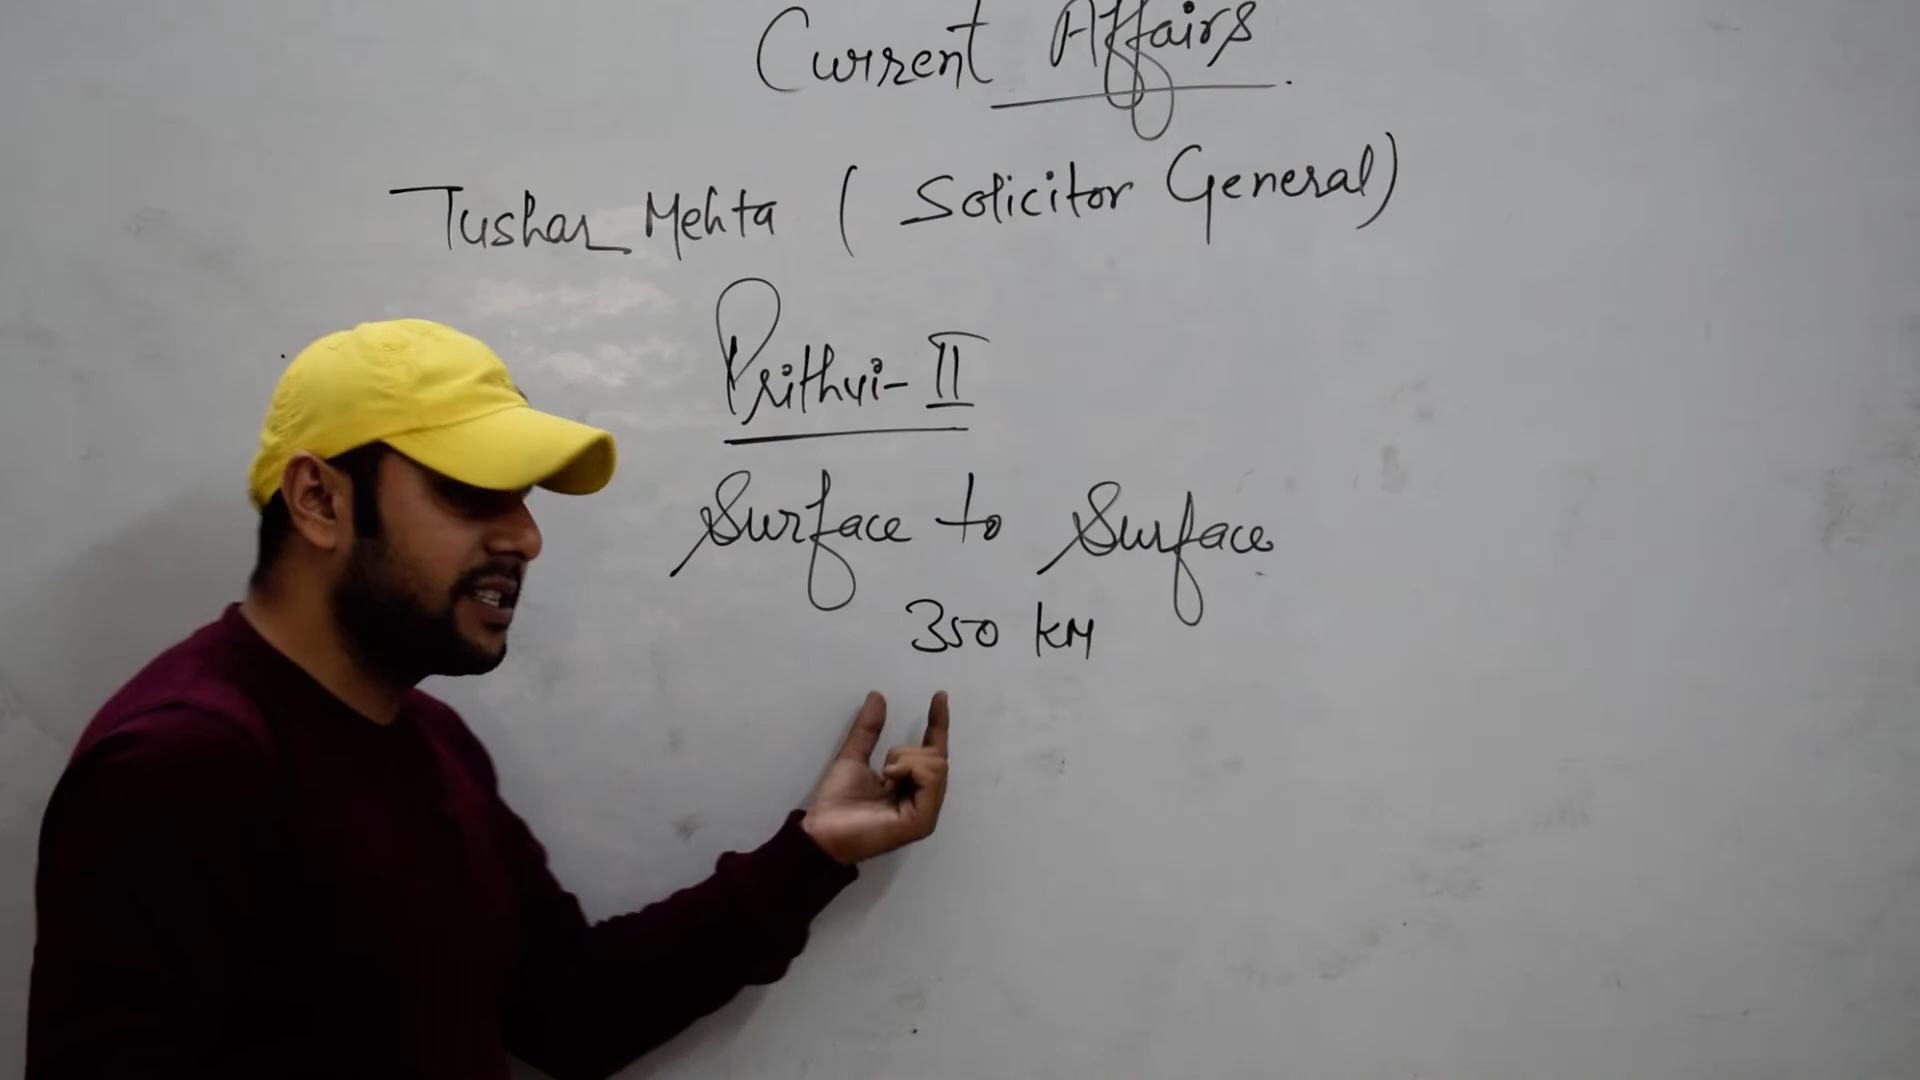 Current Affairs.
Tushar Mehta ( Solicitor General)
Prithvi-II
Surface to Surface
350 KM